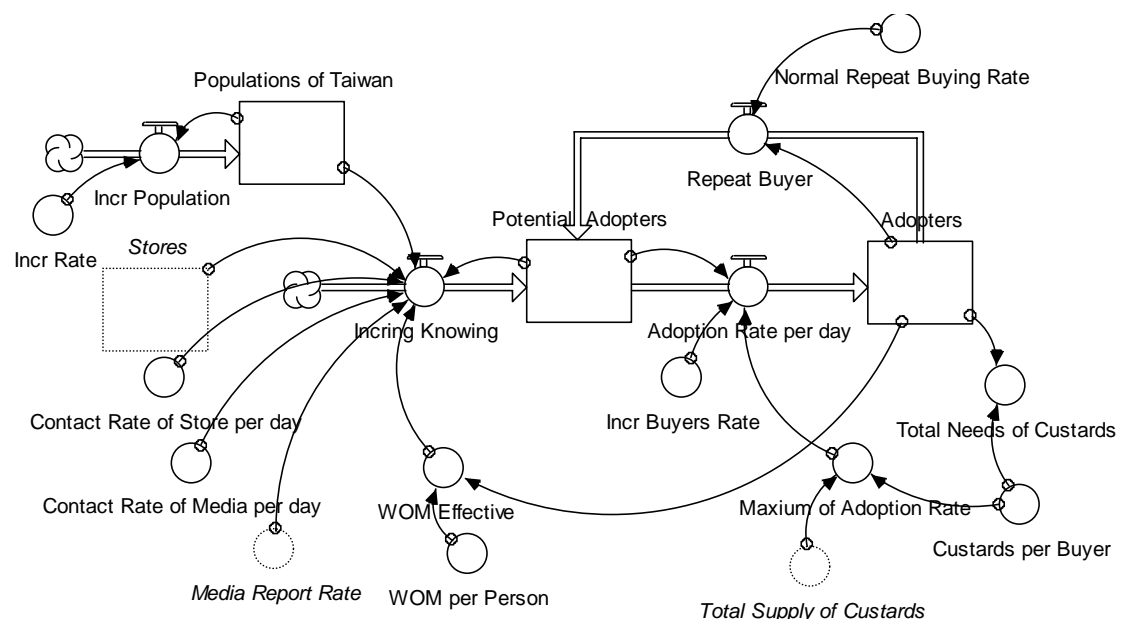 Normal Repeat Buying Rate
Populations of Taiwan
Repeat Buyer
Incr Population
Potential Adopters
Adopters
Stores
Incr Rate
Incring Knowing
Adoption Rate per day
Contact Rate of Store per day
Incr Buyers Rate
Total Needs of Custards
Contact Rate of Media per day
WOM Effective
Maxium of Adoption Rate
Custards per Buyer
Media Report Rate
WOM per Person
Total Supply of Custards